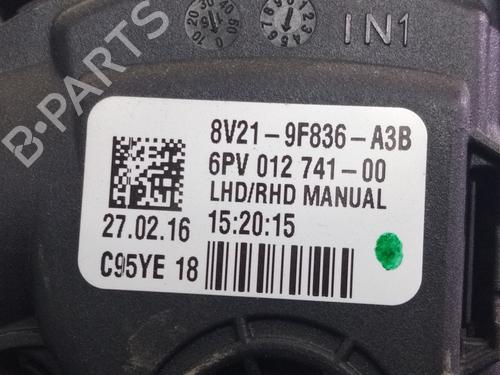 IN1
8V21-9F836-A3B
6PV 012 741-00
LHD/RHD MANUAL
27.02.16 15:20:15
C95YE 18
B-PARTS